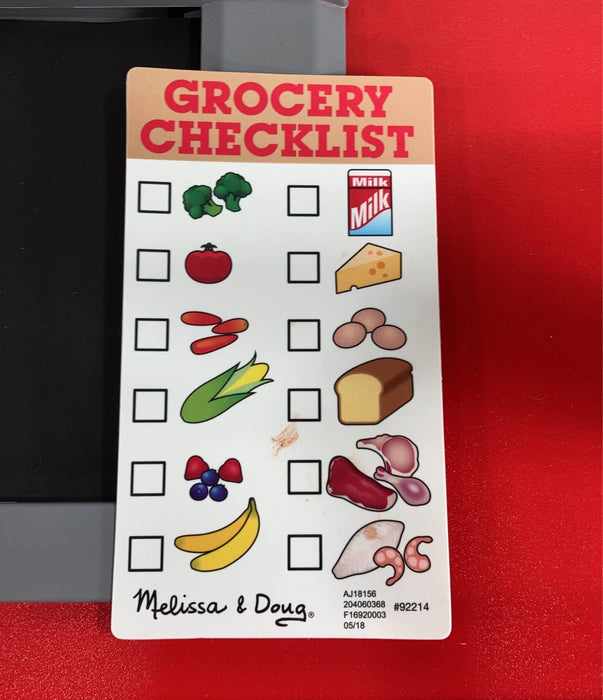 GROCERY
CHECKLIST
Milk
Milk
Melissa & Doug®
AJ18156
204060368
F16920003
05/18
#92214